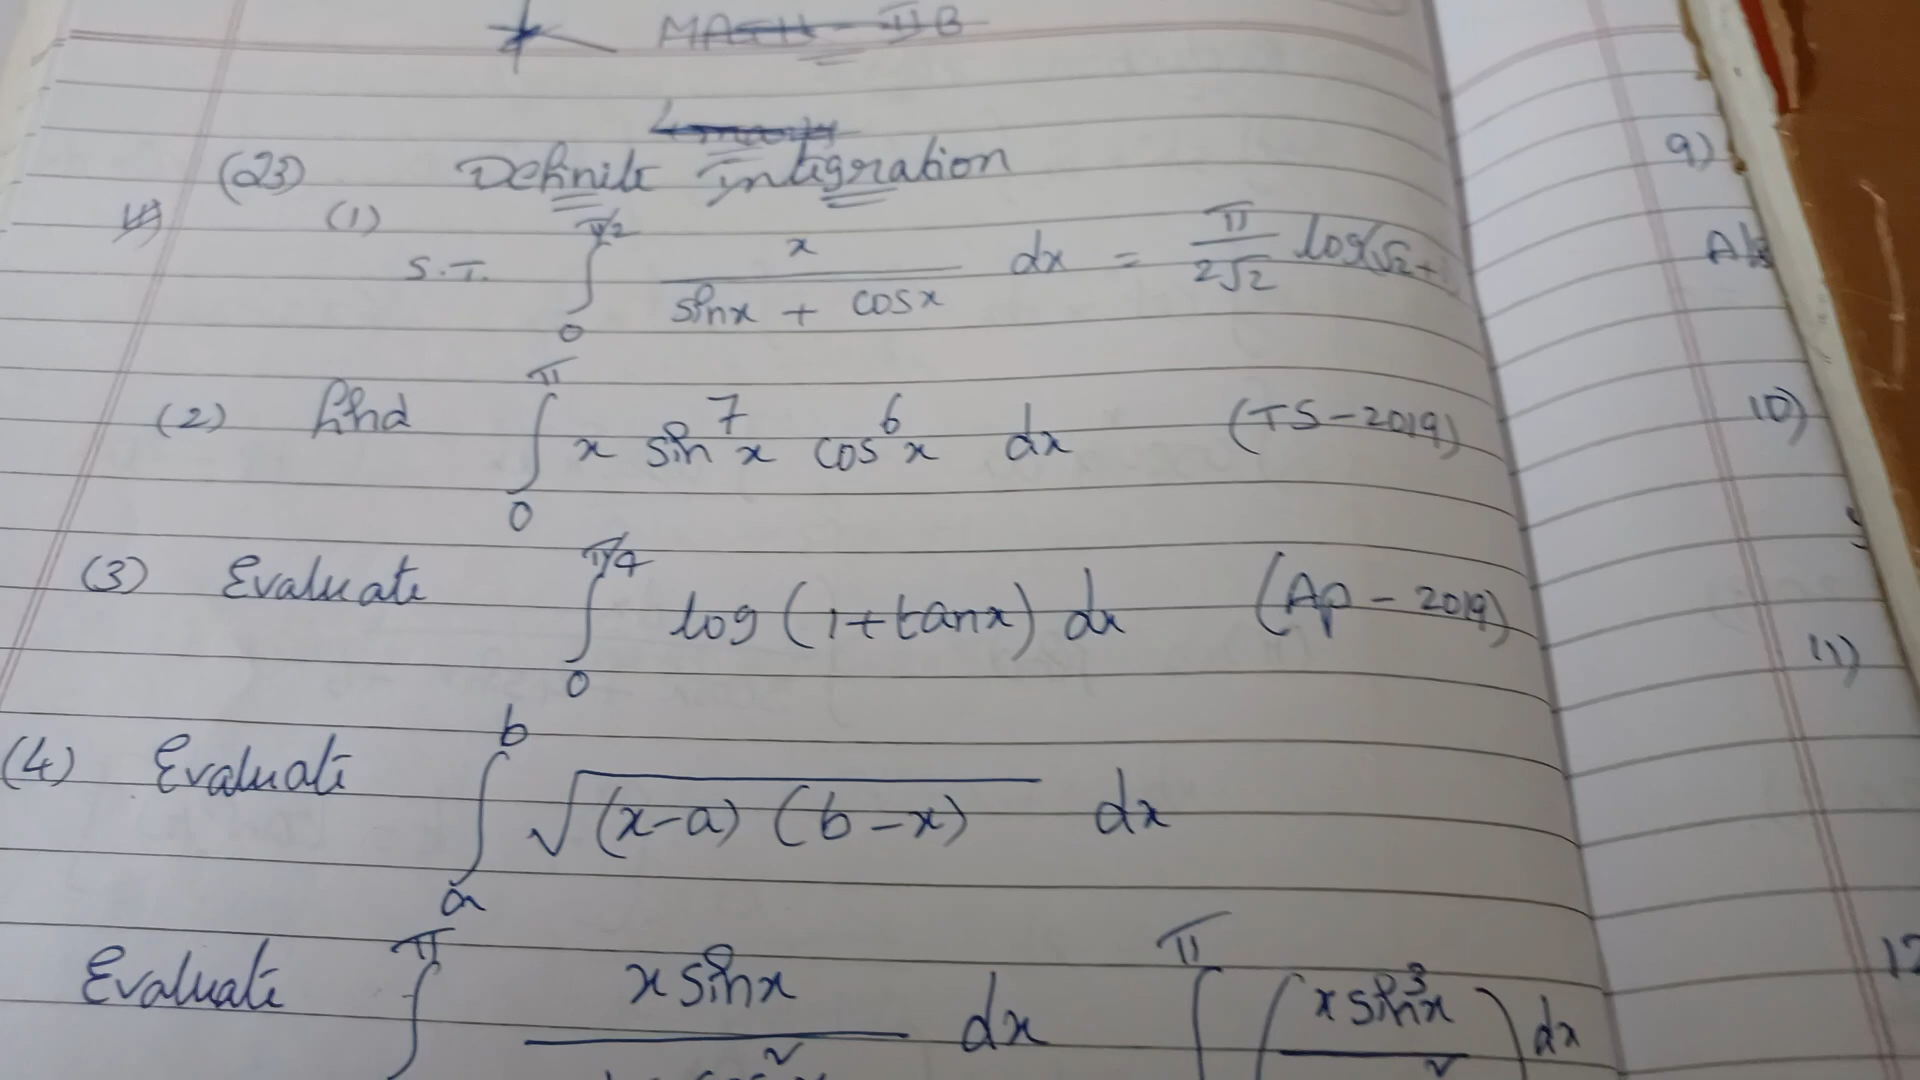 MATH - IIB
(23) Definite Integration
(1)
S.T. ∫₀^{π/2} x / (sinx + cosx) dx = π/(2√2) log(√2+
(2) find ∫₀^π x sin⁷x cos⁶x dx (TS-2019)
(3) Evaluate ∫₀^{π/4} log(1+tanx) dx (AP - 2019)
(4) Evaluate ∫ₐ^b √((x-a)(b-x)) dx
Evaluate ∫^π x sinx / dx ∫^π (x sin³x / ) dx
9)
10)
11)
12